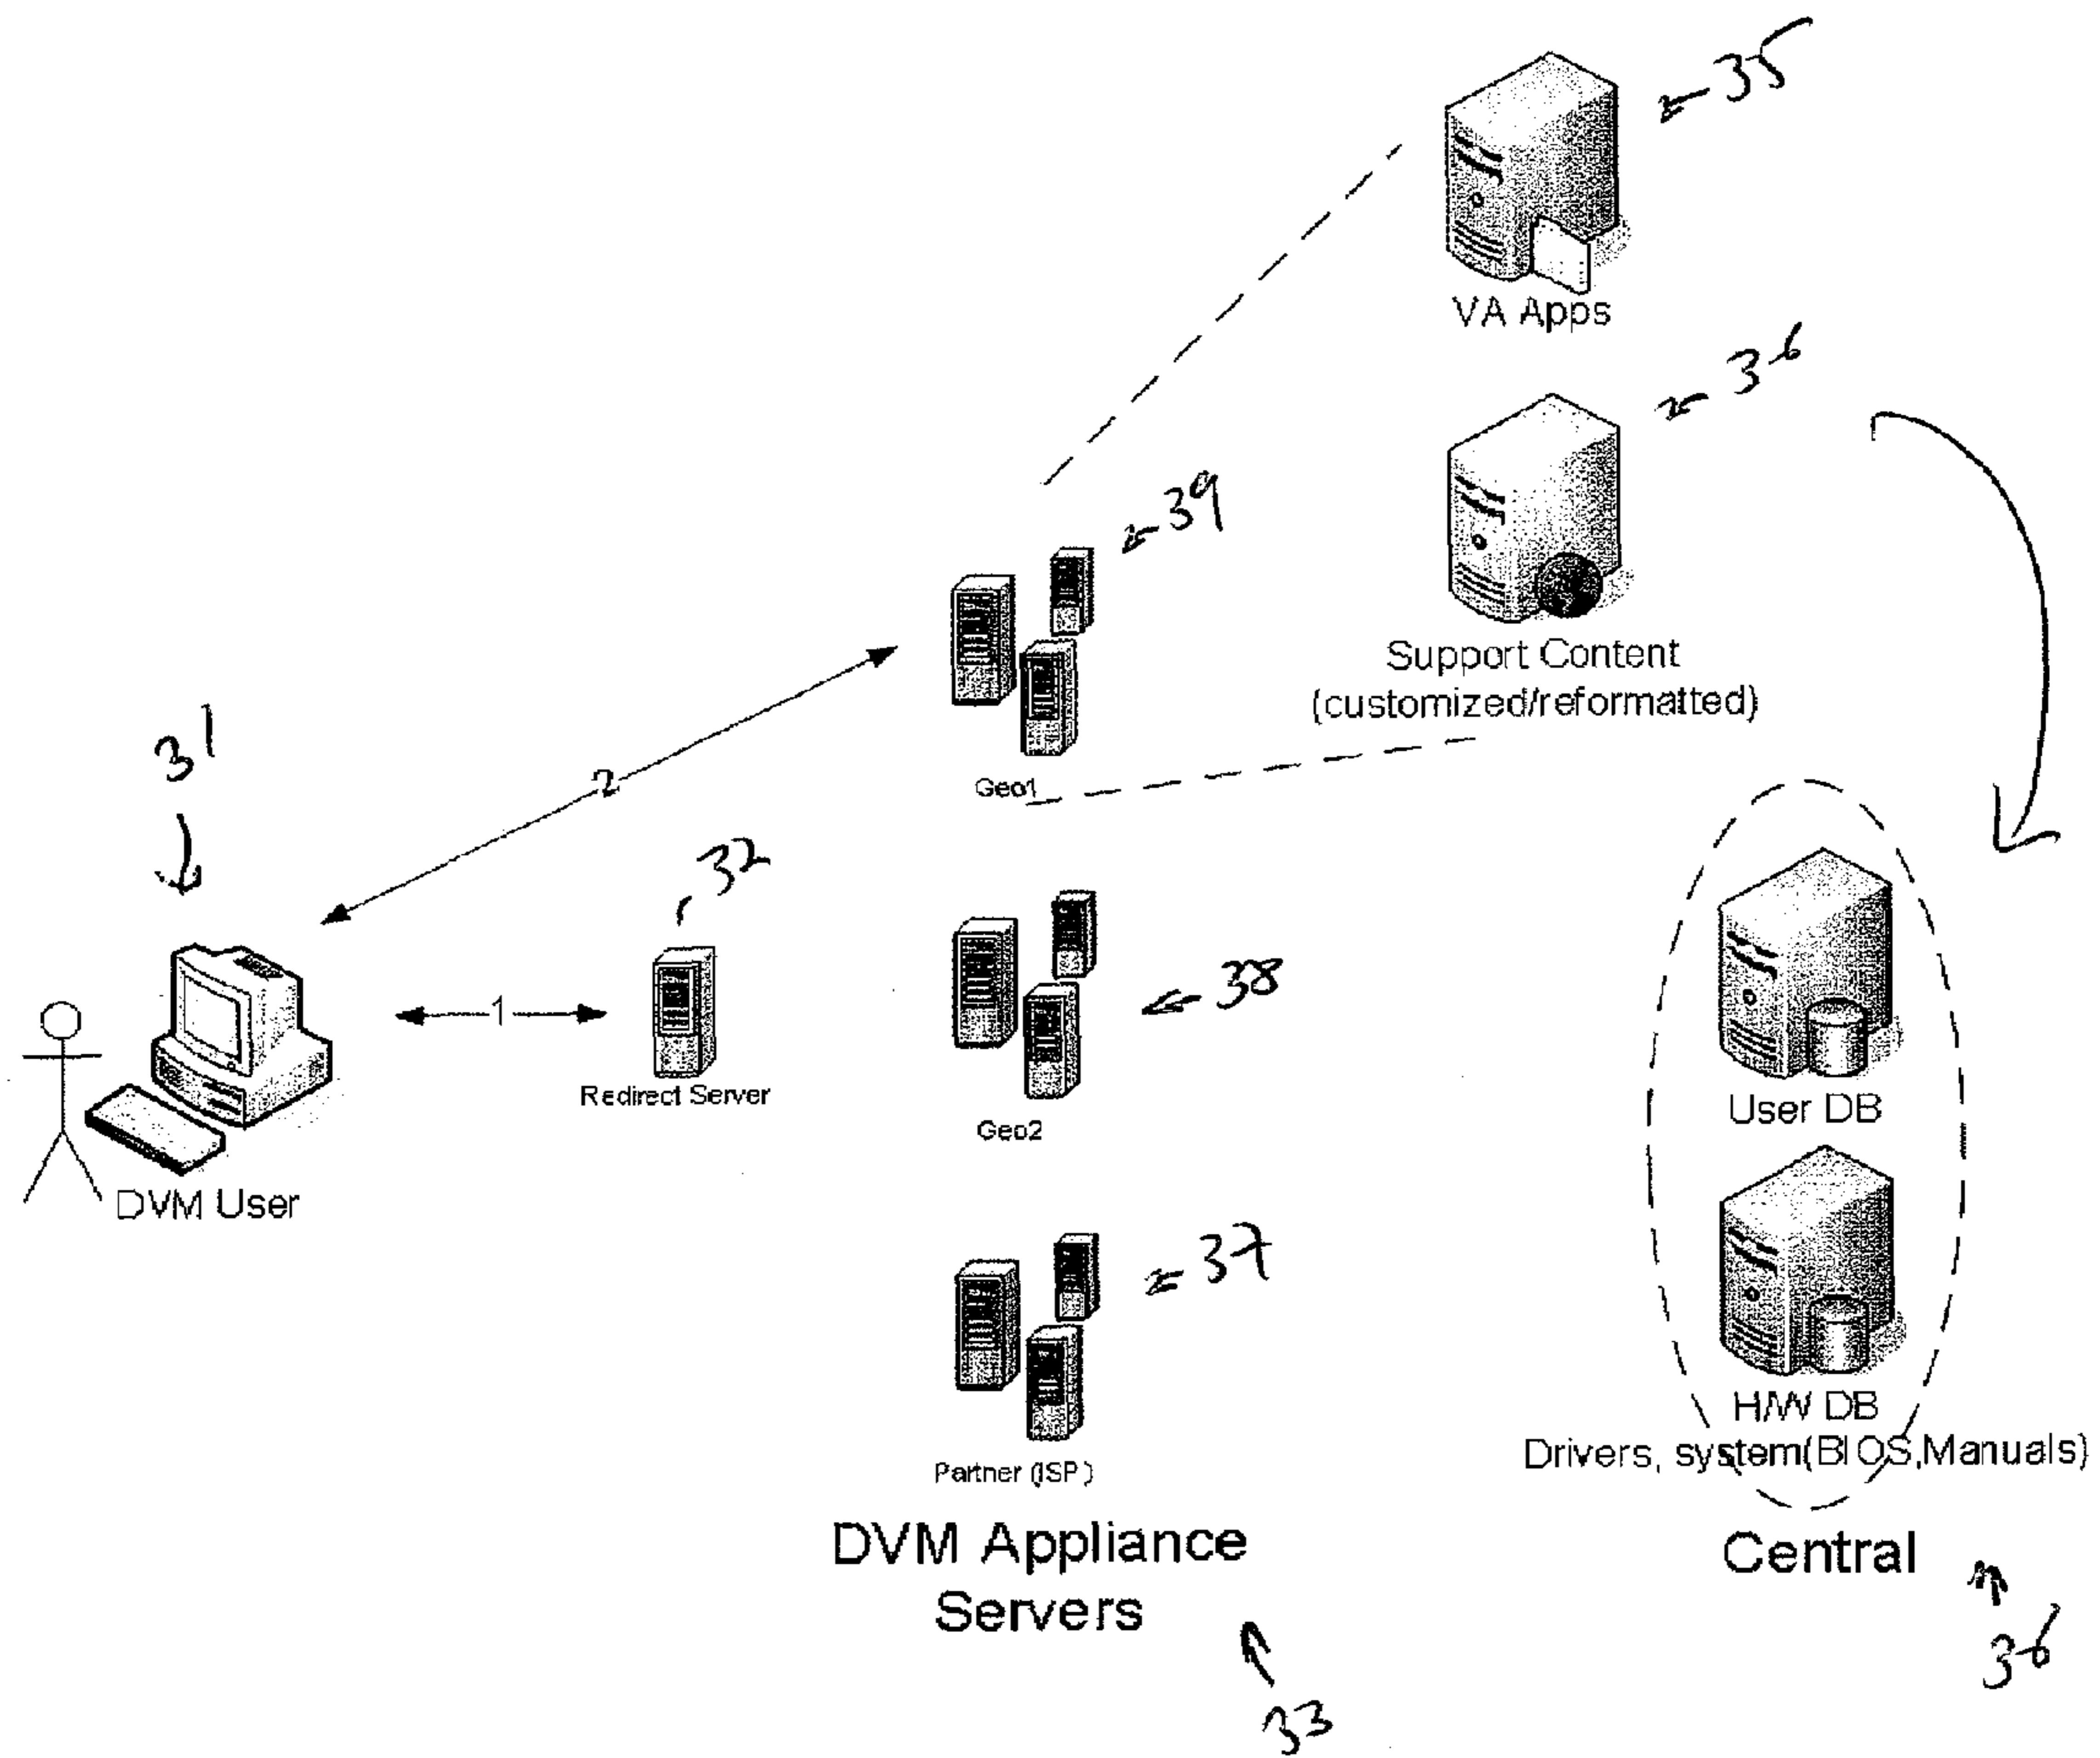 35
VA Apps
36
Support Content
(customized/reformatted)
39
Geo1
2
31
32
1
Redirect Server
DVM User
38
Geo2
User DB
37
H/W DB
Drivers, system(BIOS,Manuals)
Partner (ISP)
DVM Appliance
Servers
33
Central
36